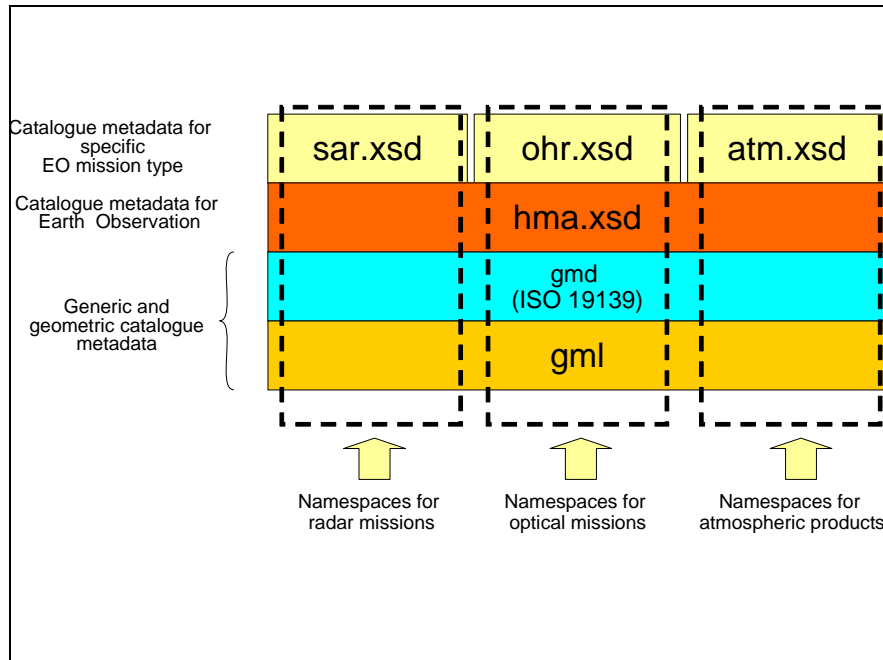 Catalogue metadata for
specific
EO mission type
sar.xsd
ohr.xsd
atm.xsd
Catalogue metadata for
Earth Observation
hma.xsd
Generic and
geometric catalogue
metadata
gmd
(ISO 19139)
gml
Namespaces for
radar missions
Namespaces for
optical missions
Namespaces for
atmospheric products